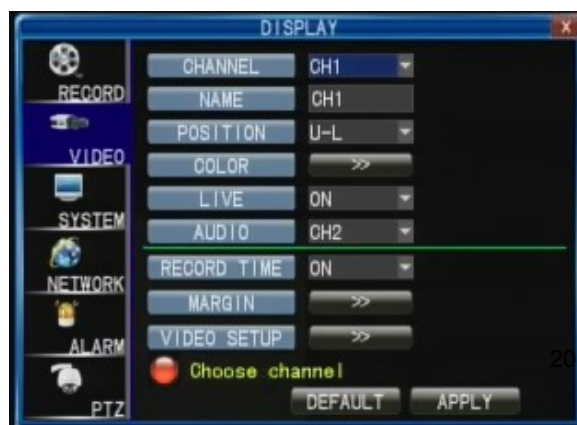 DISPLAY
X
RECORD
VIDEO
SYSTEM
NETWORK
ALARM
PTZ
CHANNEL CH1
NAME CH1
POSITION U-L
COLOR >>
LIVE ON
AUDIO CH2
RECORD TIME ON
MARGIN >>
VIDEO SETUP >>
Choose channel
20
DEFAULT APPLY